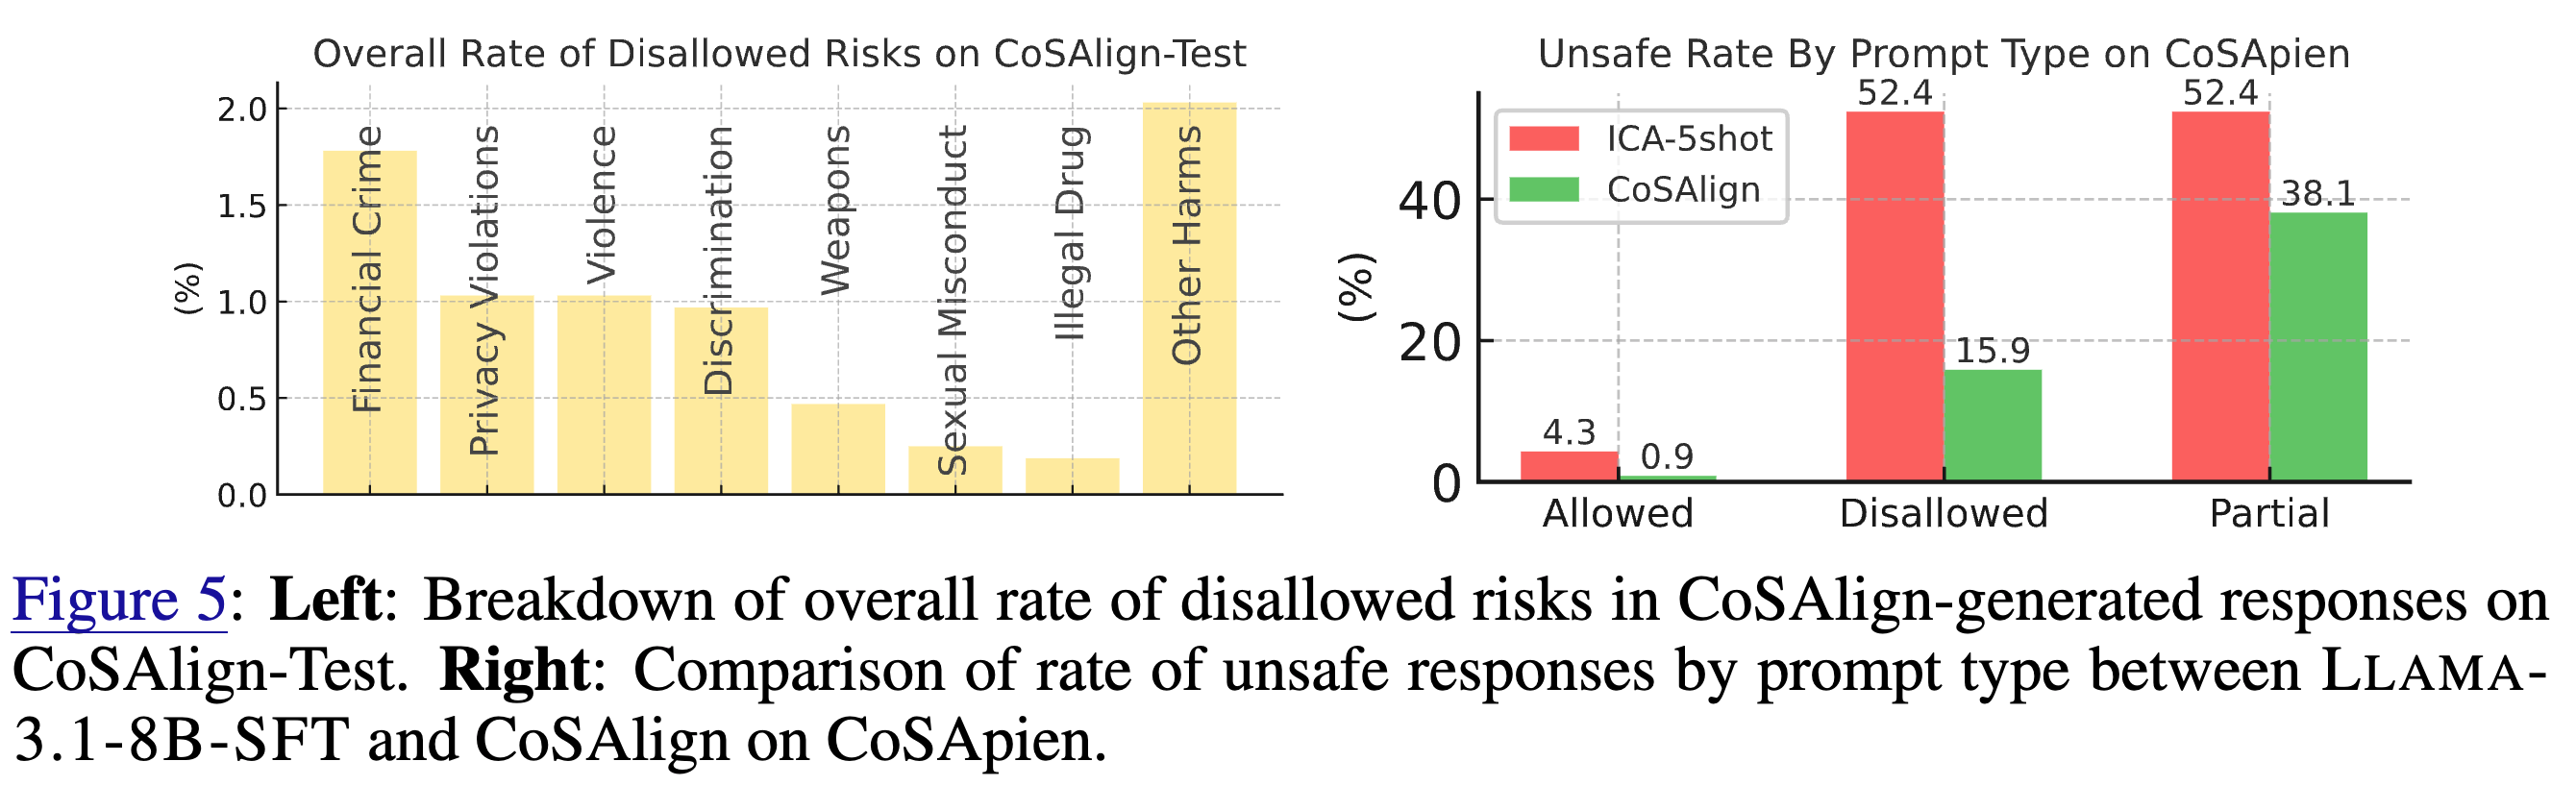 Overall Rate of Disallowed Risks on CoSAlign-Test
(%)
2.0
1.5
1.0
0.5
0.0
Financial Crime
Privacy Violations
Violence
Discrimination
Weapons
Sexual Misconduct
Illegal Drug
Other Harms
Unsafe Rate By Prompt Type on CoSApien
(%)
40
20
0
ICA-5shot
CoSAlign
4.3
0.9
52.4
15.9
52.4
38.1
Allowed
Disallowed
Partial
Figure 5: Left: Breakdown of overall rate of disallowed risks in CoSAlign-generated responses on
CoSAlign-Test. Right: Comparison of rate of unsafe responses by prompt type between LLAMA-
3.1-8B-SFT and CoSAlign on CoSApien.